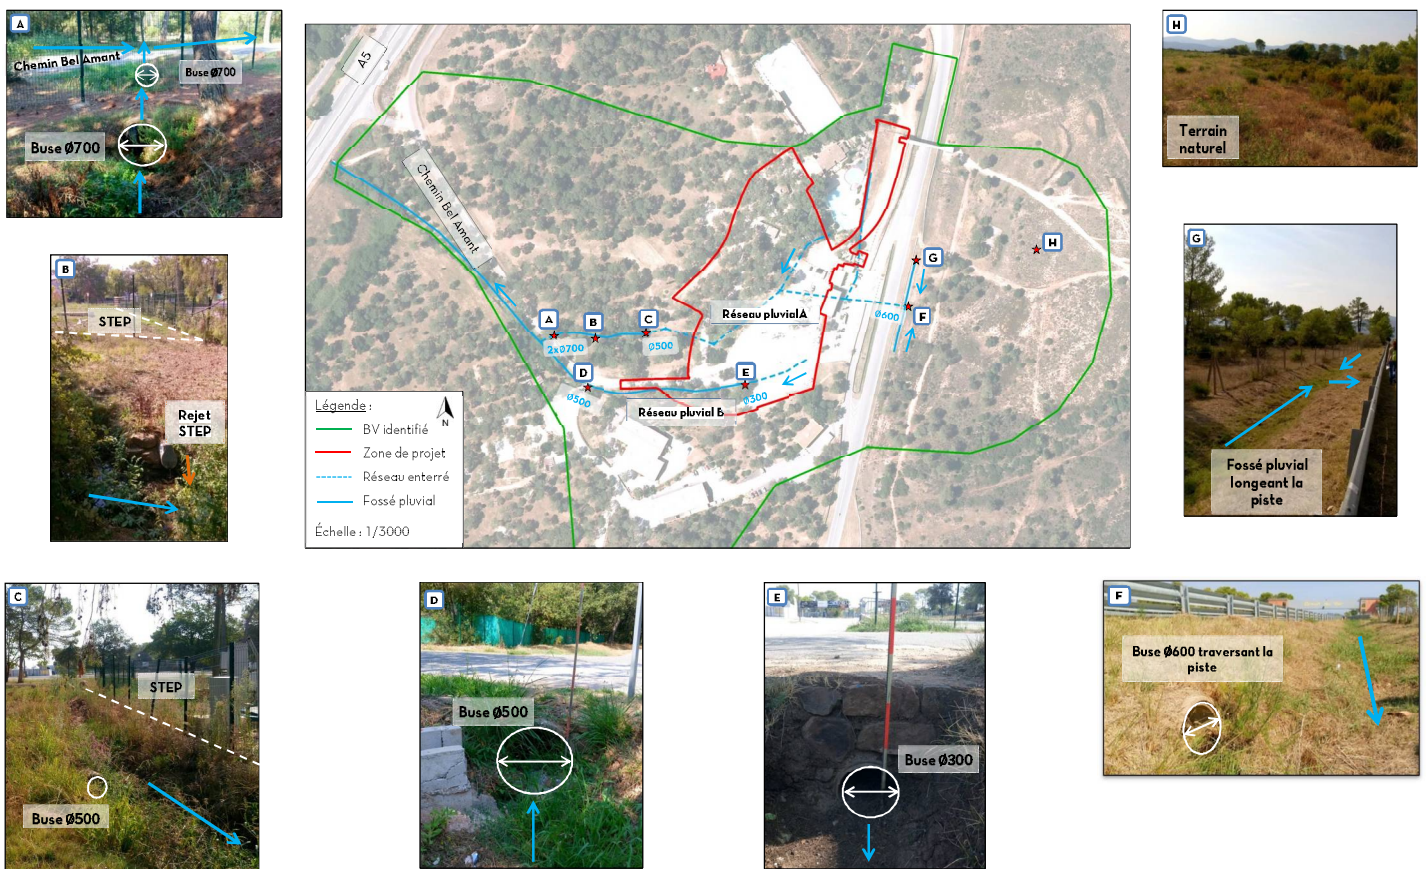 A
Chemin Bel Amant
Buse Ø700
Buse Ø700
B
STEP
Rejet
STEP
C
STEP
Buse Ø500
D
Buse Ø500
E
Buse Ø300
F
Buse Ø600 traversant la
piste
G
Fossé pluvial
longeant la
piste
H
Terrain
naturel
A5
Chemin Bel Amant
H
G
Réseau pluvial A
Ø600
F
A
B
C
2xØ700
Ø500
D
E
Ø500
Ø300
Réseau pluvial B
Légende :
N
BV identifié
Zone de projet
Réseau enterré
Fossé pluvial
Échelle : 1/3000